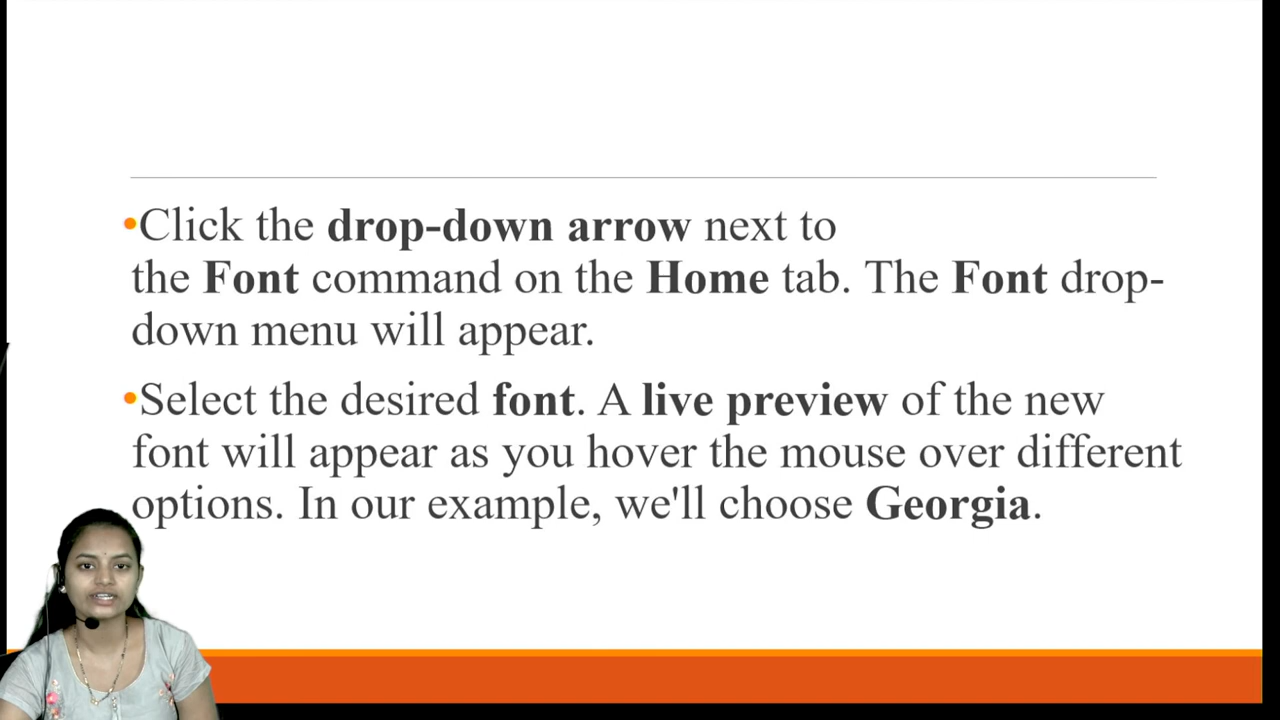 •Click the drop-down arrow next to
the Font command on the Home tab. The Font drop-
down menu will appear.
•Select the desired font. A live preview of the new
font will appear as you hover the mouse over different
options. In our example, we'll choose Georgia.